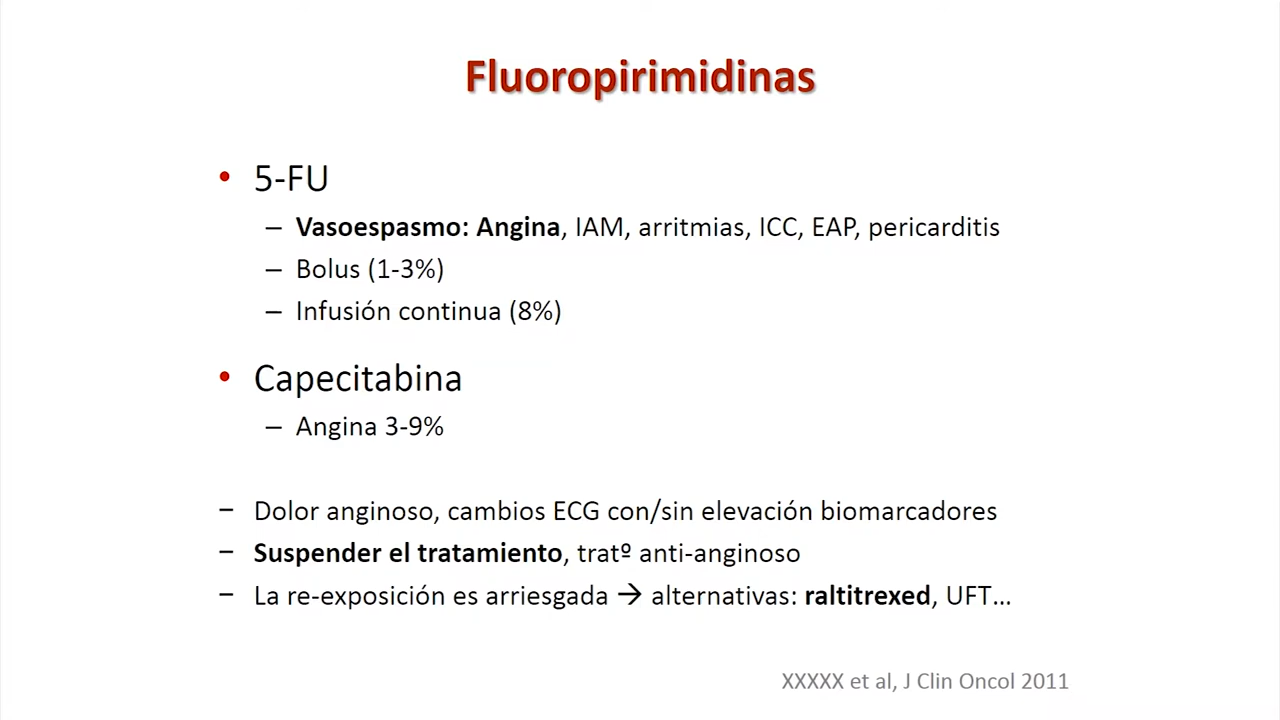 Fluoropirimidinas
• 5-FU
– Vasoespasmo: Angina, IAM, arritmias, ICC, EAP, pericarditis
– Bolus (1-3%)
– Infusión continua (8%)
• Capecitabina
– Angina 3-9%
– Dolor anginoso, cambios ECG con/sin elevación biomarcadores
– Suspender el tratamiento, tratº anti-anginoso
– La re-exposición es arriesgada → alternativas: raltitrexed, UFT...
XXXXX et al, J Clin Oncol 2011